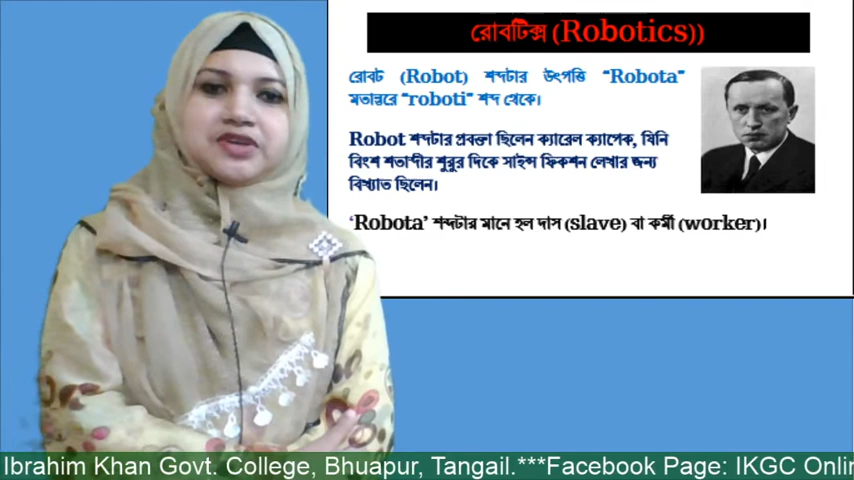 রোবটিক্স (Robotics))
রোবট (Robot) শব্দটার উৎপত্তি “Robota”
মতান্তরে “roboti” শব্দ থেকে।
Robot শব্দটার প্রবক্তা ছিলেন ক্যারেল ক্যাপেক, যিনি
বিংশ শতাব্দীর শুরুর দিকে সাইন্স ফিকশন লেখার জন্য
বিখ্যাত ছিলেন।
‘Robota’ শব্দটার মানে হল দাস (slave) বা কর্মী (worker)।
Ibrahim Khan Govt. College, Bhuapur, Tangail.***Facebook Page: IKGC Onlin